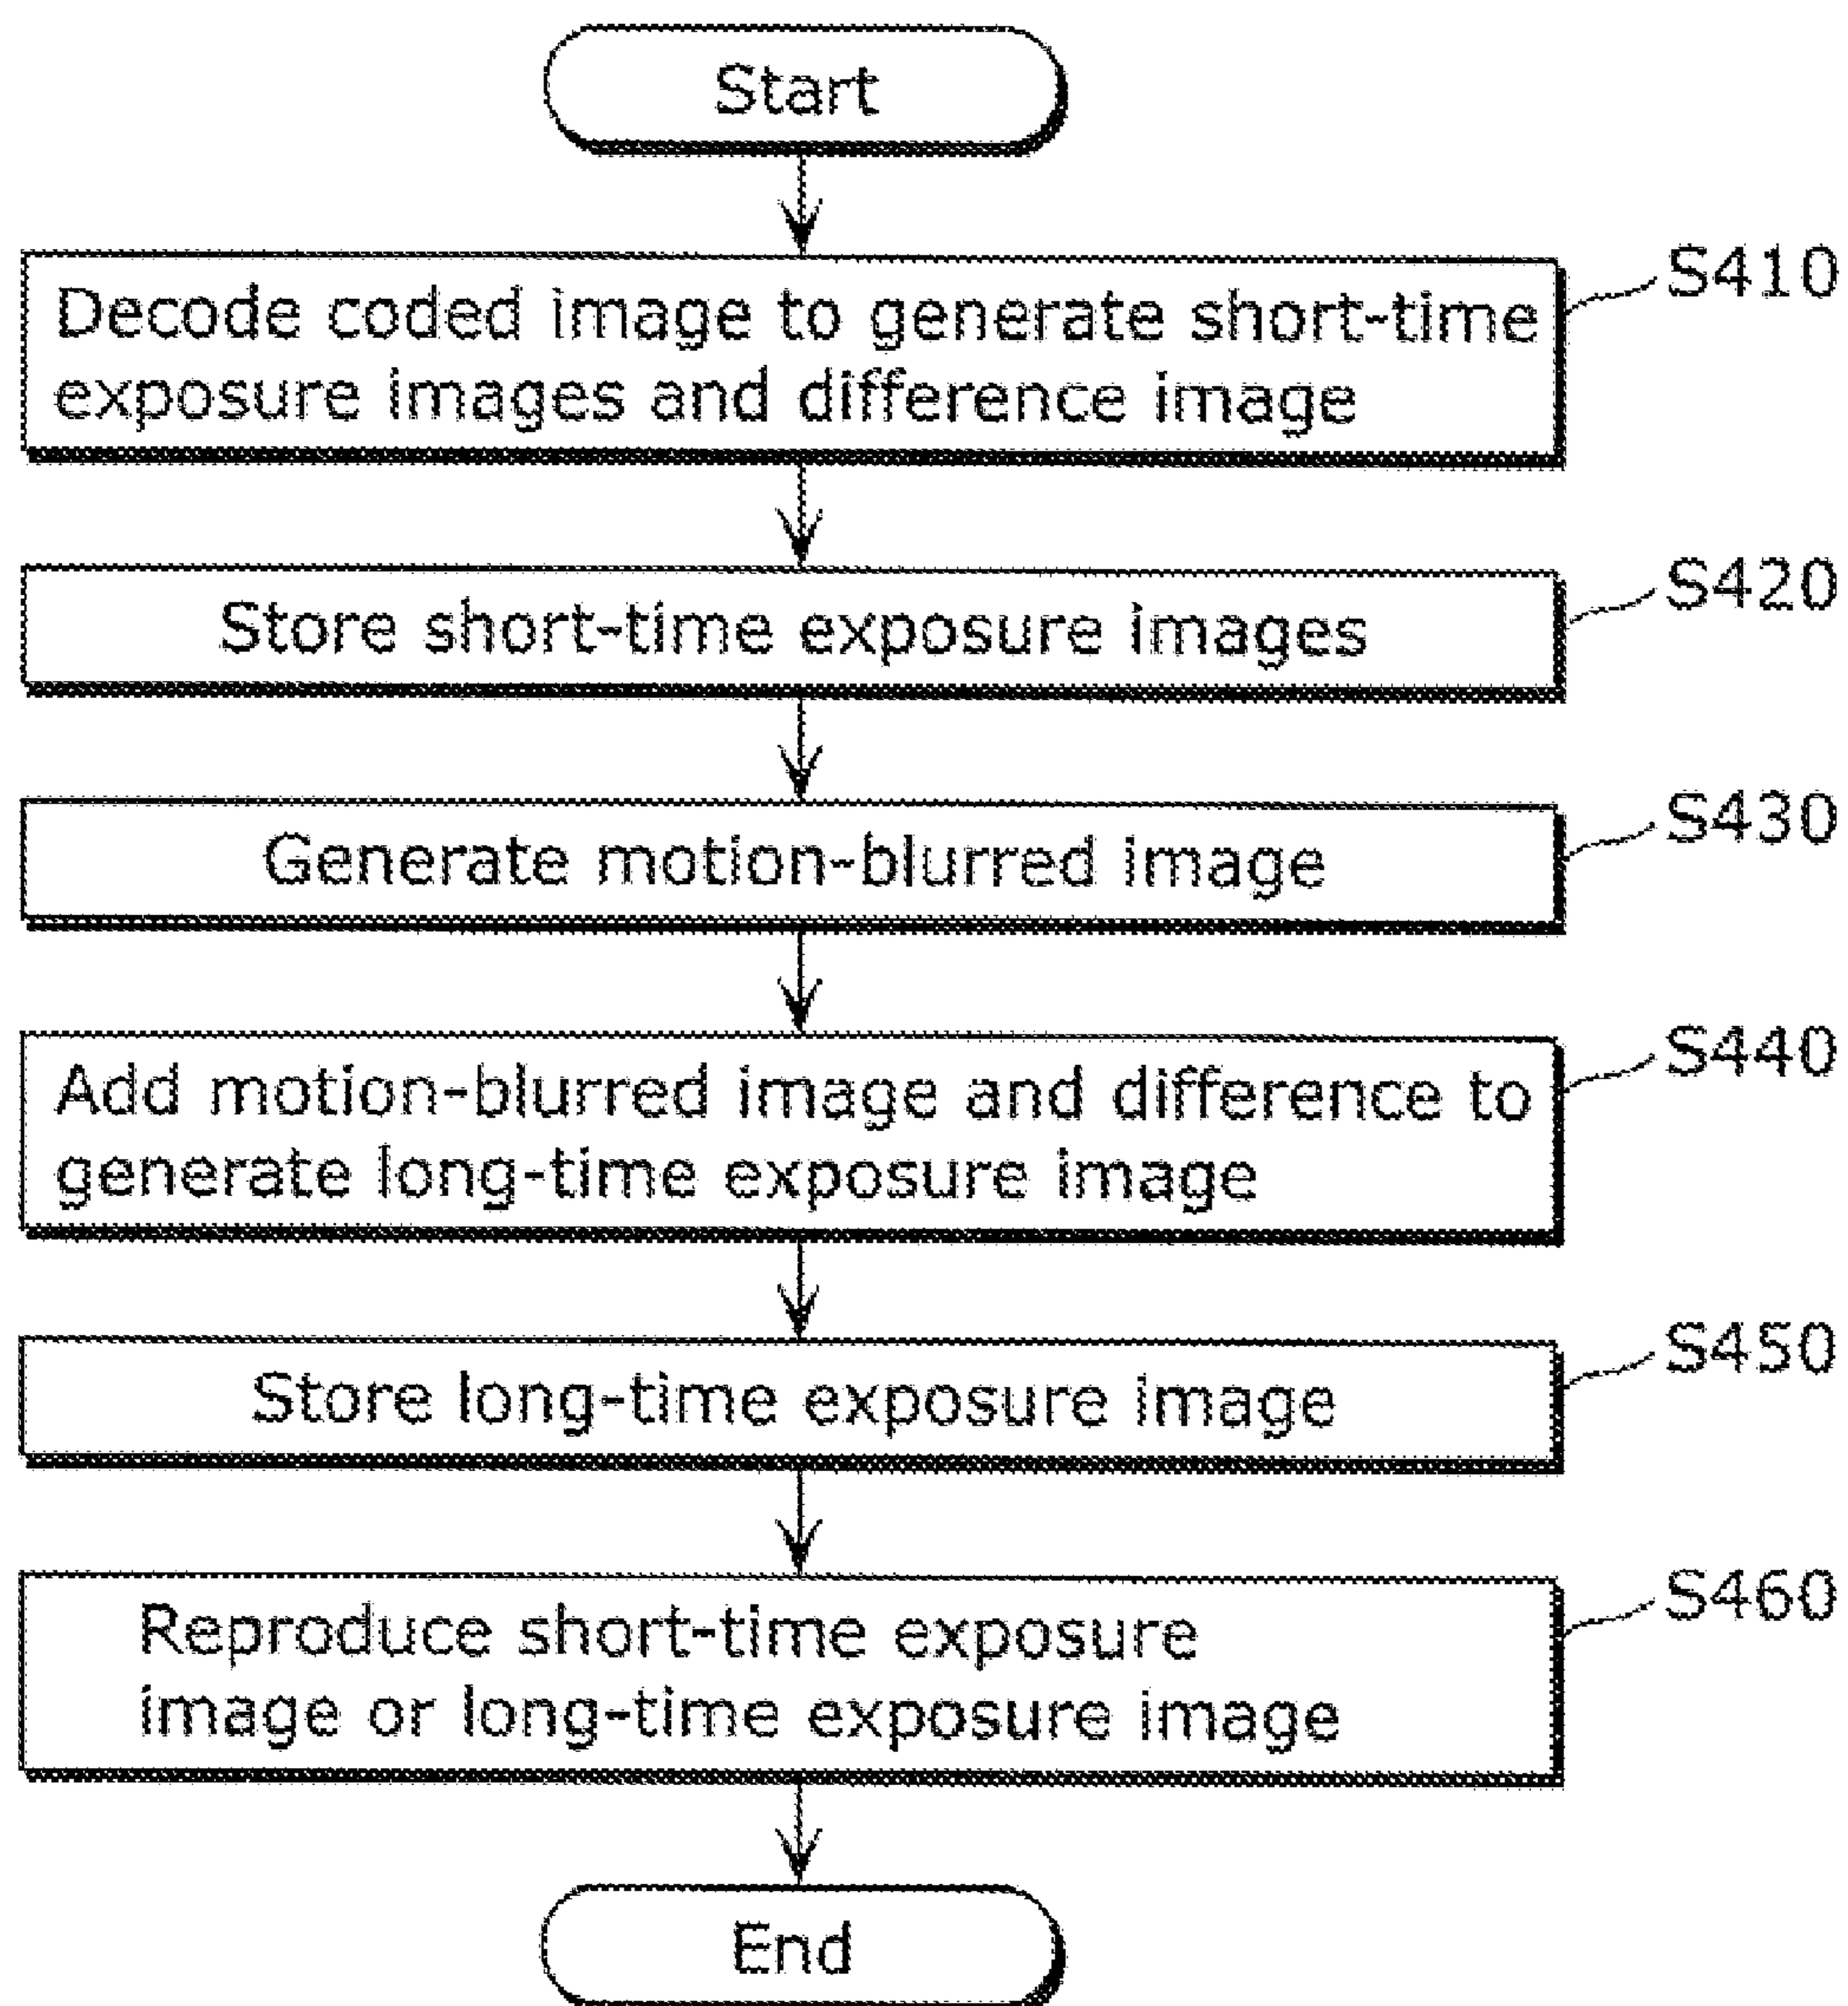 Start
S410
Decode coded image to generate short-time
exposure images and difference image
S420
Store short-time exposure images
S430
Generate motion-blurred image
S440
Add motion-blurred image and difference to
generate long-time exposure image
S450
Store long-time exposure image
S460
Reproduce short-time exposure
image or long-time exposure image
End